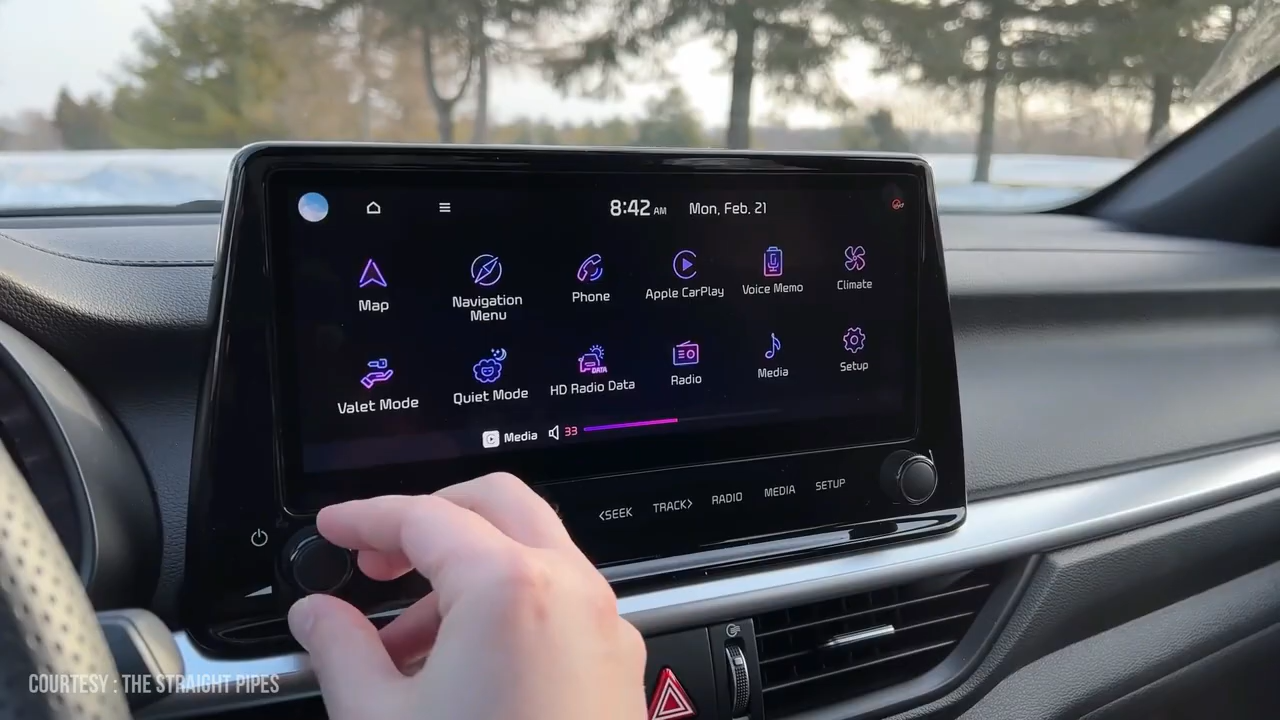 8:42 AM Mon, Feb. 21
Map
Navigation
Menu
Phone
Apple CarPlay
Voice Memo
Climate
Valet Mode
Quiet Mode
HD Radio Data
DATA
Radio
Media
Setup
Media 33
<SEEK TRACK> RADIO MEDIA SETUP
COURTESY : THE STRAIGHT PIPES